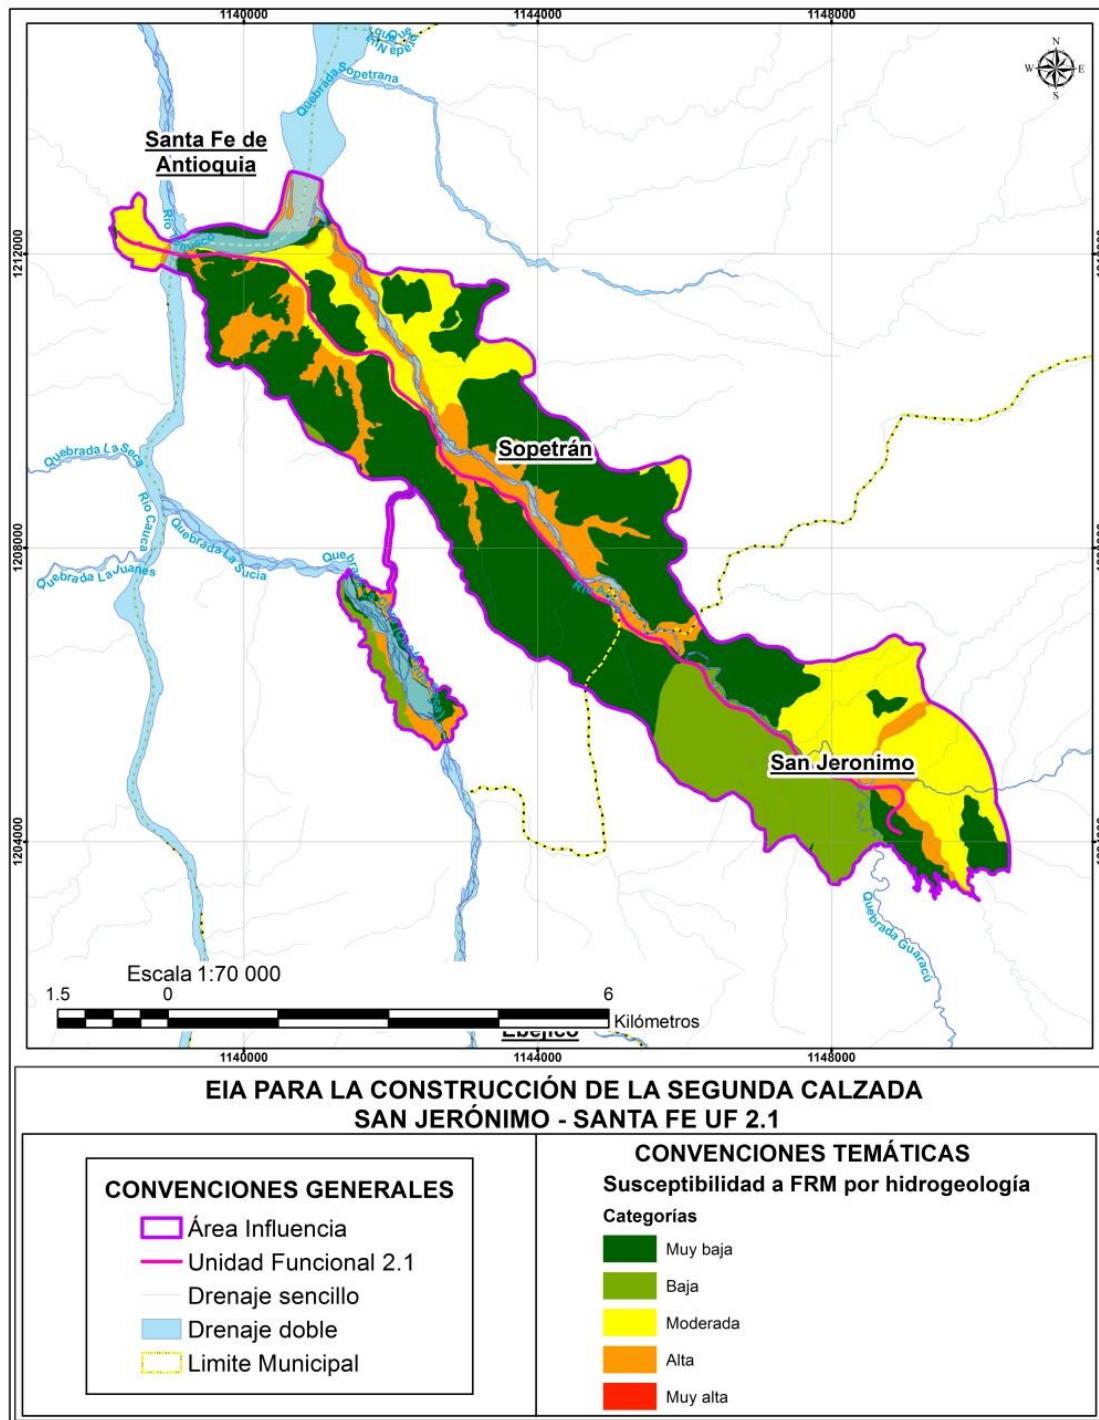 1140000 1144000 1148000
N
W E
S
Quebrada Sopetrana
Santa Fe de
Antioquia
1212000
Sopetrán
Quebrada La Seca
Río Cauca
Quebrada La Sucia
1208000
Quebrada La Juanes
San Jeronimo
1204000
Quebrada Guaracú
Escala 1:70 000
1.5 0 6
Kilómetros
Ebéjico
1140000 1144000 1148000
EIA PARA LA CONSTRUCCIÓN DE LA SEGUNDA CALZADA
SAN JERÓNIMO - SANTA FE UF 2.1
CONVENCIONES GENERALES
Área Influencia
Unidad Funcional 2.1
Drenaje sencillo
Drenaje doble
Limite Municipal
CONVENCIONES TEMÁTICAS
Susceptibilidad a FRM por hidrogeología
Categorías
Muy baja
Baja
Moderada
Alta
Muy alta